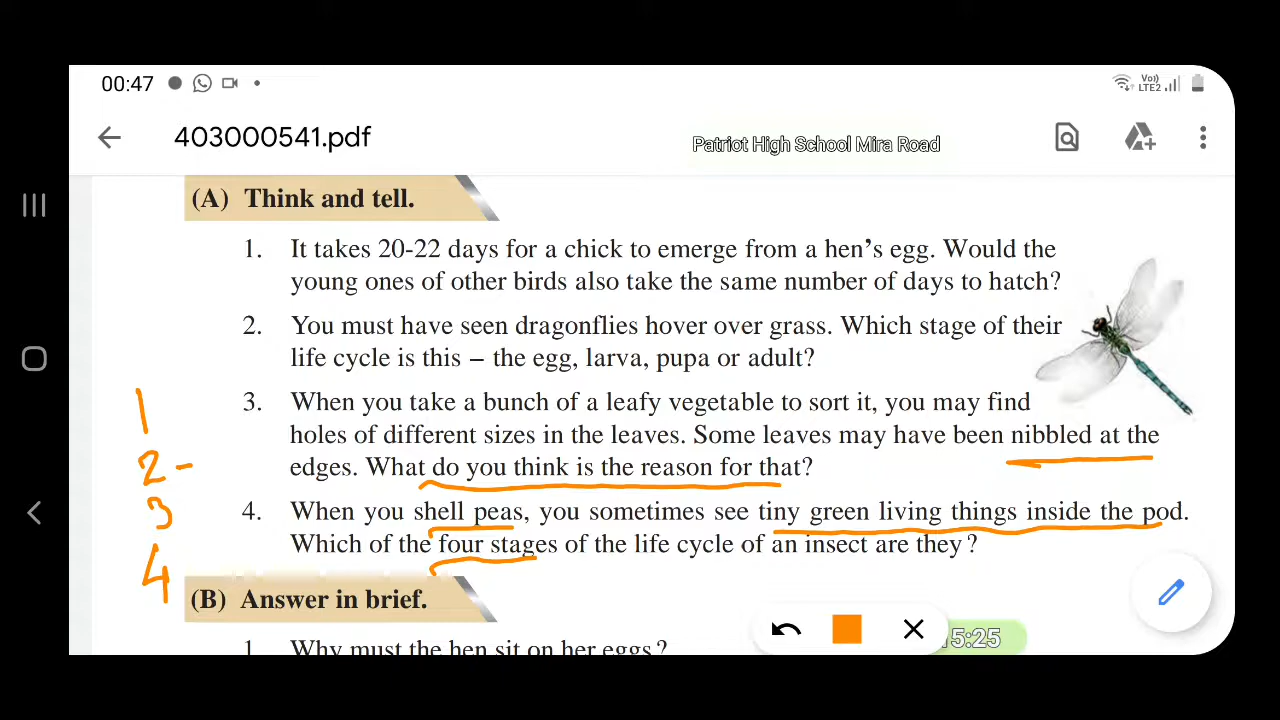 00:47
Vo)) LTE2
403000541.pdf
Patriot High School Mira Road
(A) Think and tell.
1. It takes 20-22 days for a chick to emerge from a hen's egg. Would the
young ones of other birds also take the same number of days to hatch?
2. You must have seen dragonflies hover over grass. Which stage of their
life cycle is this – the egg, larva, pupa or adult?
3. When you take a bunch of a leafy vegetable to sort it, you may find
holes of different sizes in the leaves. Some leaves may have been nibbled at the
edges. What do you think is the reason for that?
4. When you shell peas, you sometimes see tiny green living things inside the pod.
Which of the four stages of the life cycle of an insect are they?
1
2 -
3
4
(B) Answer in brief.
5:25
1. Why must the hen sit on her eggs?